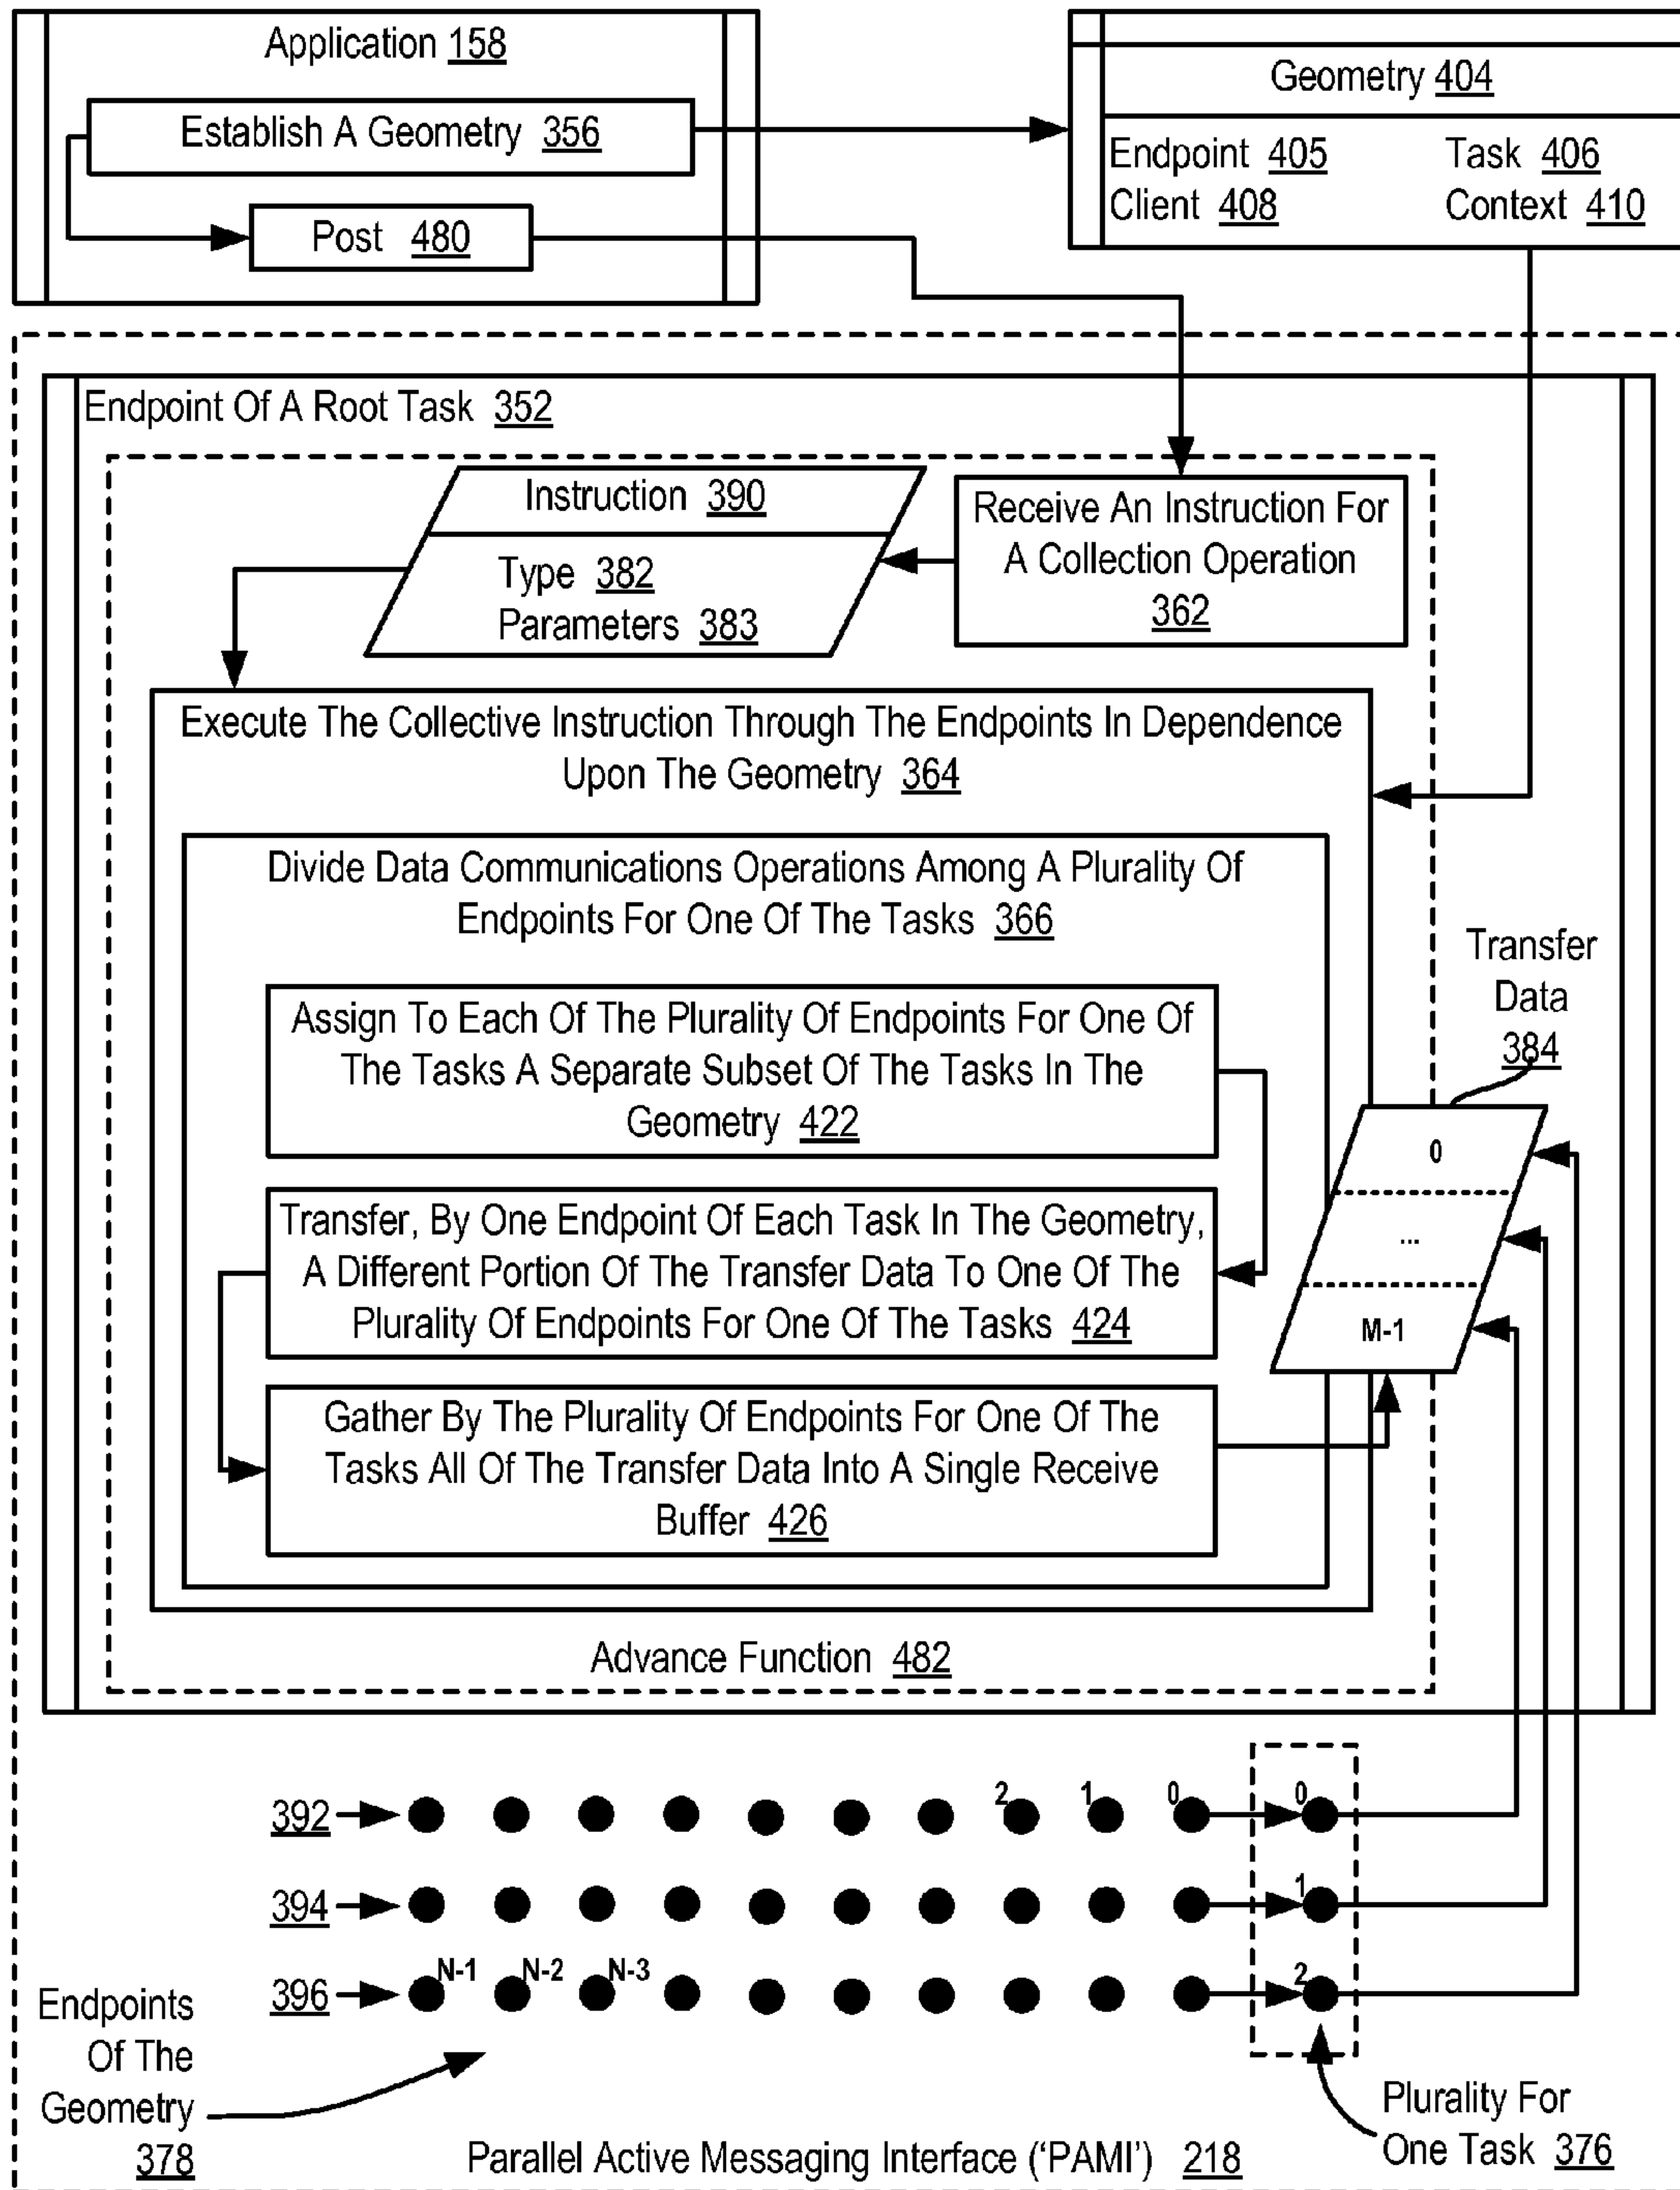 Application 158
Establish A Geometry 356
Post 480
Geometry 404
Endpoint 405 Task 406
Client 408 Context 410
Endpoint Of A Root Task 352
Instruction 390
Type 382
Parameters 383
Receive An Instruction For
A Collection Operation
362
Execute The Collective Instruction Through The Endpoints In Dependence
Upon The Geometry 364
Divide Data Communications Operations Among A Plurality Of
Endpoints For One Of The Tasks 366
Transfer
Data
384
Assign To Each Of The Plurality Of Endpoints For One Of
The Tasks A Separate Subset Of The Tasks In The
Geometry 422
0
...
M-1
Transfer, By One Endpoint Of Each Task In The Geometry,
A Different Portion Of The Transfer Data To One Of The
Plurality Of Endpoints For One Of The Tasks 424
Gather By The Plurality Of Endpoints For One Of The
Tasks All Of The Transfer Data Into A Single Receive
Buffer 426
Advance Function 482
392 2 1 0 0
394 1
396 N-1 N-2 N-3 2
Endpoints
Of The
Geometry
378
Parallel Active Messaging Interface (‘PAMI’) 218
Plurality For
One Task 376